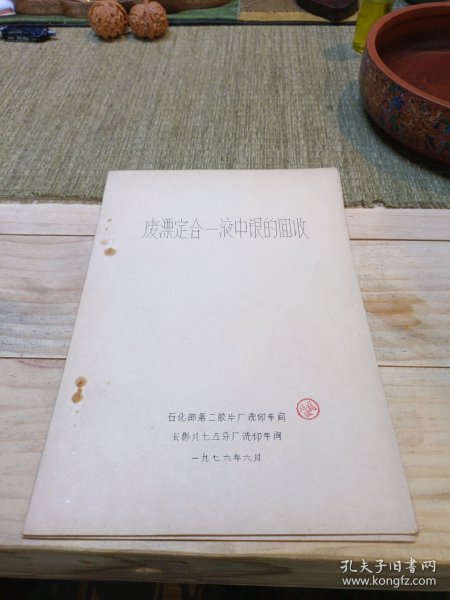 废漂定合一液中银的回收
石化部第二胶片厂洗印车间
长影八七五分厂洗印车间
一九七六年六月
孔夫子旧书网
www.kongfz.com